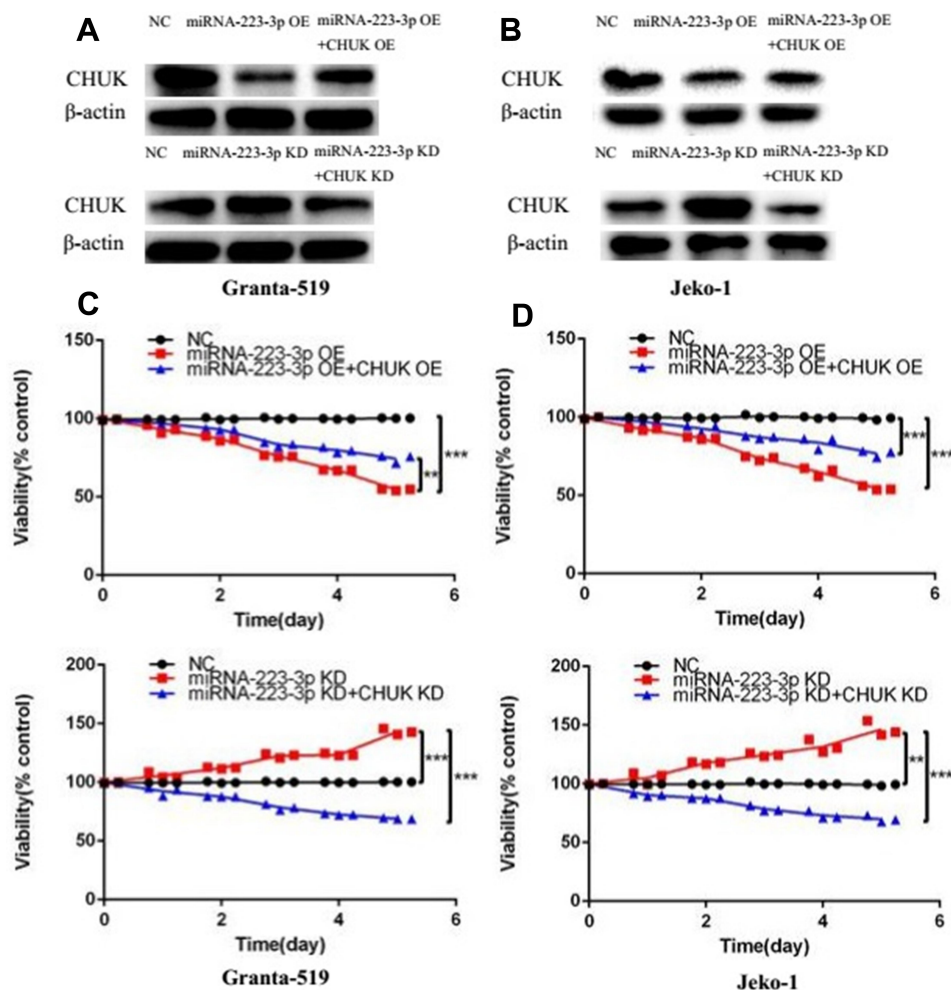 A
NC miRNA-223-3p OE miRNA-223-3p OE
+CHUK OE
CHUK
β-actin
NC miRNA-223-3p KD miRNA-223-3p KD
+CHUK KD
CHUK
β-actin
Granta-519
B
NC miRNA-223-3p OE miRNA-223-3p OE
+CHUK OE
CHUK
β-actin
NC miRNA-223-3p KD miRNA-223-3p KD
+CHUK KD
CHUK
β-actin
Jeko-1
C
NC
miRNA-223-3p OE
miRNA-223-3p OE+CHUK OE
Viability(% control)
150
100
50
0
0 2 4 6
Time(day)
**
***
D
NC
miRNA-223-3p OE
miRNA-223-3p OE+CHUK OE
Viability(% control)
150
100
50
0
0 2 4 6
Time(day)
***
***
NC
miRNA-223-3p KD
miRNA-223-3p KD+CHUK KD
Viability(% control)
200
150
100
50
0
0 2 4 6
Time(day)
***
***
Granta-519
NC
miRNA-223-3p KD
miRNA-223-3p KD+CHUK KD
Viability(% control)
200
150
100
50
0
0 2 4 6
Time(day)
**
***
Jeko-1